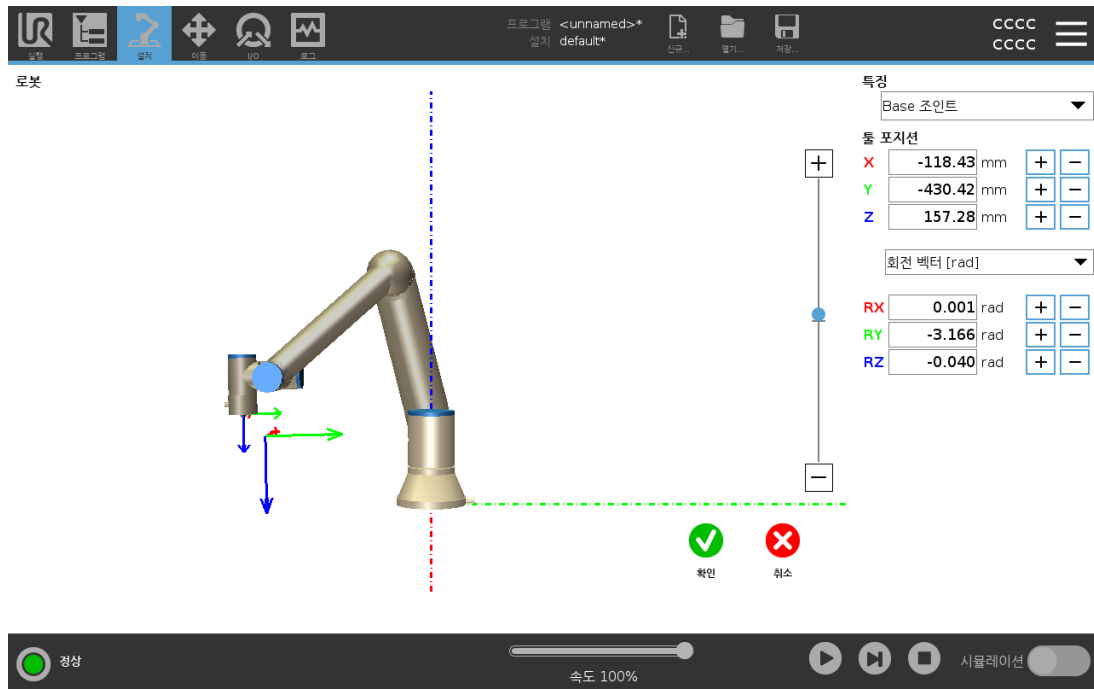 실행 프로그램 설치 이동 I/O 로그
프로그램 <unnamed>*
설치 default*
신규... 열기... 저장...
cccc
cccc
로봇
특징
Base 조인트
툴 포지션
X -118.43 mm + −
Y -430.42 mm + −
Z 157.28 mm + −
회전 벡터 [rad]
RX 0.001 rad + −
RY -3.166 rad + −
RZ -0.040 rad + −
확인 취소
정상
속도 100%
시뮬레이션